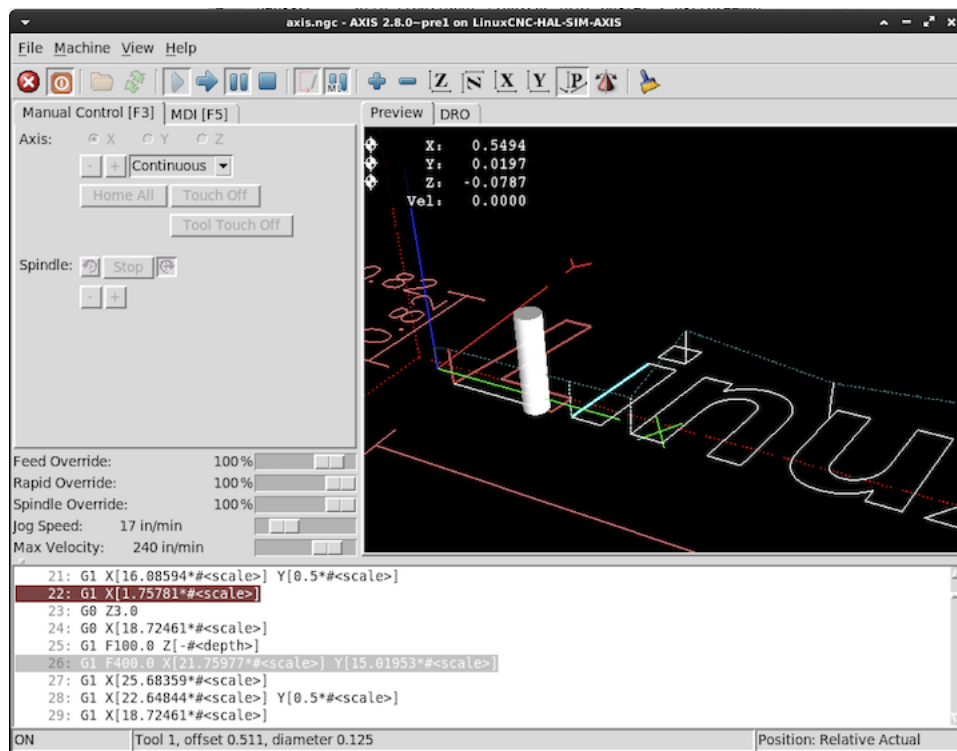 axis.ngc - AXIS 2.8.0~pre1 on LinuxCNC-HAL-SIM-AXIS
File Machine View Help
Z N X Y P
M1
Manual Control [F3] MDI [F5]
Preview DRO
Axis: X Y Z
- + Continuous
Home All Touch Off
Tool Touch Off
Spindle: Stop
- +
X: 0.5494
Y: 0.0197
Z: -0.0787
Vel: 0.0000
Linu
X
Y
Feed Override: 100%
Rapid Override: 100%
Spindle Override: 100%
Jog Speed: 17 in/min
Max Velocity: 240 in/min
21: G1 X[16.08594*#<scale>] Y[0.5*#<scale>]
22: G1 X[1.75781*#<scale>]
23: G0 Z3.0
24: G0 X[18.72461*#<scale>]
25: G1 F100.0 Z[-#<depth>]
26: G1 F400.0 X[21.75977*#<scale>] Y[15.01953*#<scale>]
27: G1 X[25.68359*#<scale>]
28: G1 X[22.64844*#<scale>] Y[0.5*#<scale>]
29: G1 X[18.72461*#<scale>]
ON Tool 1, offset 0.511, diameter 0.125 Position: Relative Actual